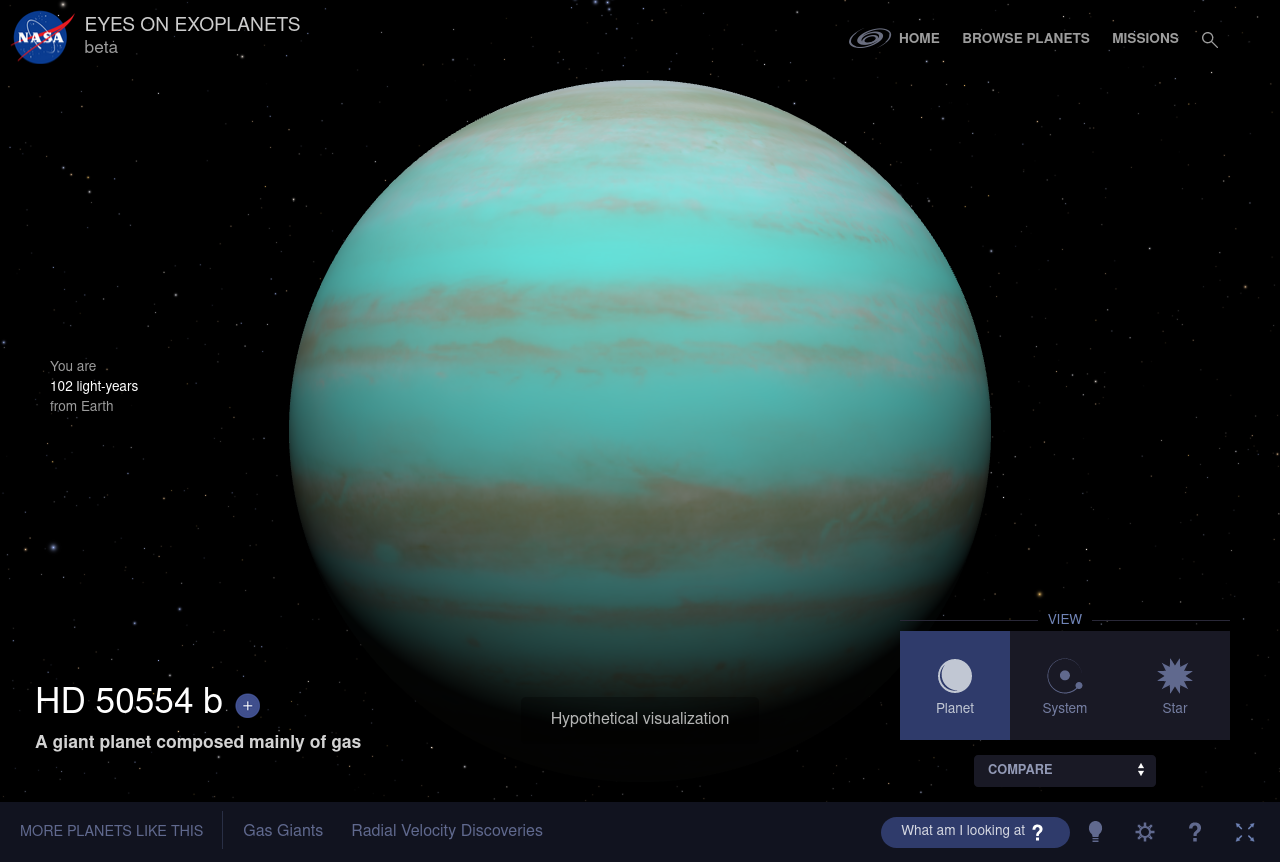 NASA
EYES ON EXOPLANETS
beta
HOME
BROWSE PLANETS
MISSIONS
You are
102 light-years
from Earth
VIEW
Planet
System
Star
HD 50554 b +
A giant planet composed mainly of gas
Hypothetical visualization
COMPARE
MORE PLANETS LIKE THIS
Gas Giants
Radial Velocity Discoveries
What am I looking at ?
?